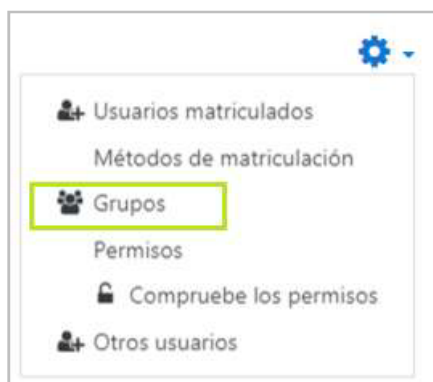 Usuarios matriculados
Métodos de matriculación
Grupos
Permisos
Compruebe los permisos
Otros usuarios